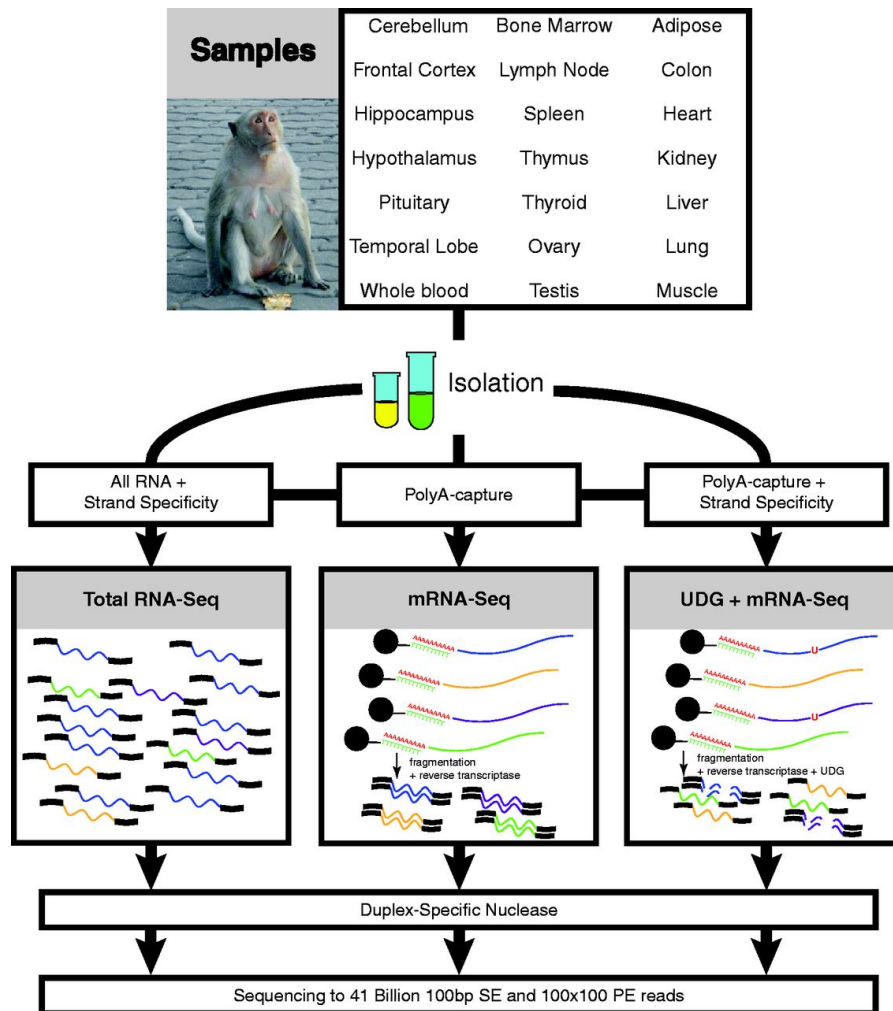 Samples
Cerebellum Bone Marrow Adipose
Frontal Cortex Lymph Node Colon
Hippocampus Spleen Heart
Hypothalamus Thymus Kidney
Pituitary Thyroid Liver
Temporal Lobe Ovary Lung
Whole blood Testis Muscle
Isolation
All RNA +
Strand Specificity
PolyA-capture
PolyA-capture +
Strand Specificity
Total RNA-Seq
mRNA-Seq
fragmentation
+ reverse transcriptase
UDG + mRNA-Seq
U
U
fragmentation
+ reverse transcriptase + UDG
Duplex-Specific Nuclease
Sequencing to 41 Billion 100bp SE and 100x100 PE reads